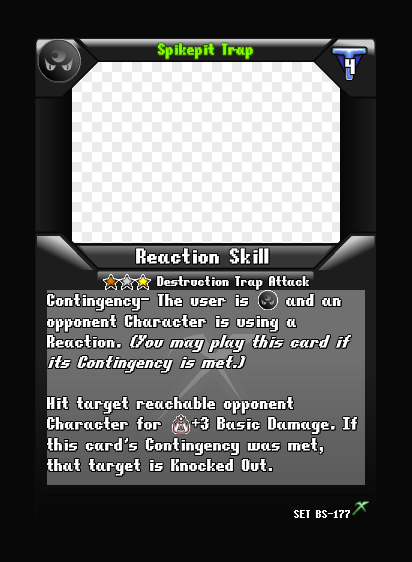 Spikepit Trap
4
Reaction Skill
Destruction Trap Attack
Contingency- The user is and an
opponent Character is using a
Reaction. (You may play this card if
its Contingency is met.)
Hit target reachable opponent
Character for +3 Basic Damage. If
this card's Contingency was met,
that target is Knocked Out.
SET BS-177